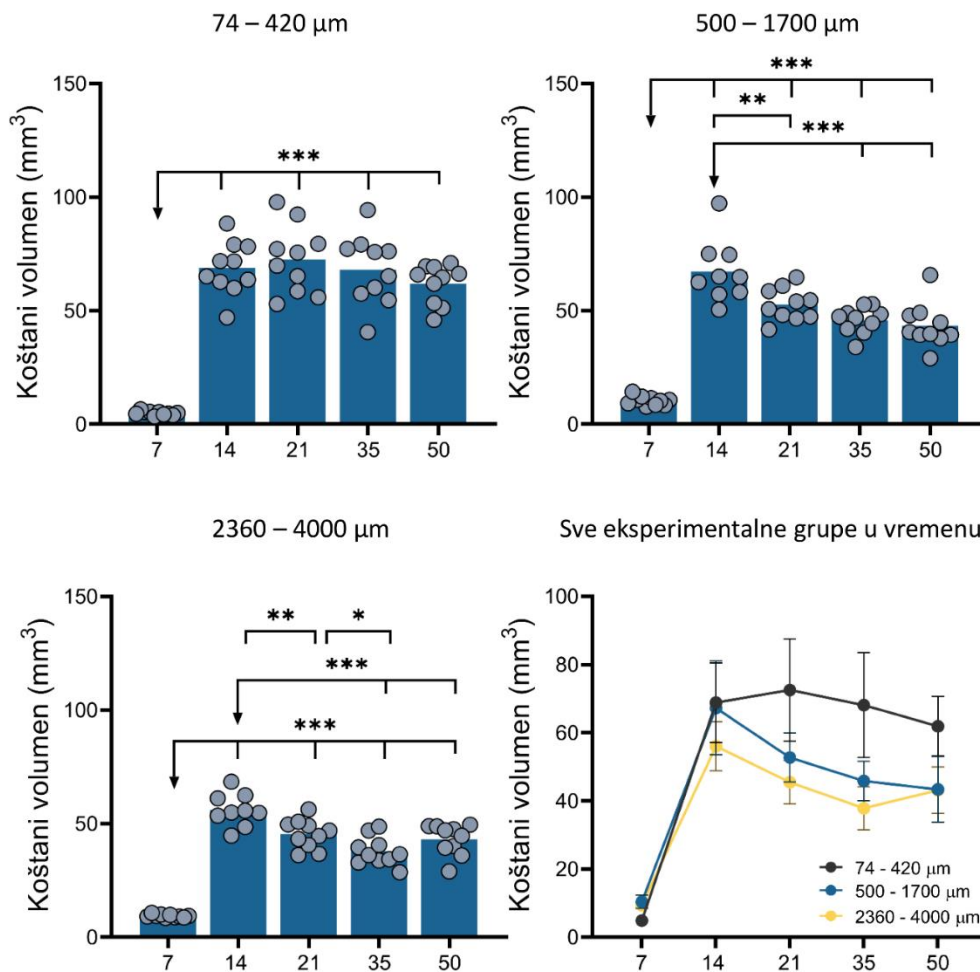 74 – 420 µm
Koštani volumen (mm³)
150
100
50
0
***
7 14 21 35 50
500 – 1700 µm
Koštani volumen (mm³)
150
100
50
0
***
**
***
7 14 21 35 50
2360 – 4000 µm
Koštani volumen (mm³)
150
100
50
0
** *
***
***
7 14 21 35 50
Sve eksperimentalne grupe u vremenu
Koštani volumen (mm³)
100
80
60
40
20
0
74 - 420 µm
500 - 1700 µm
2360 - 4000 µm
7 14 21 35 50